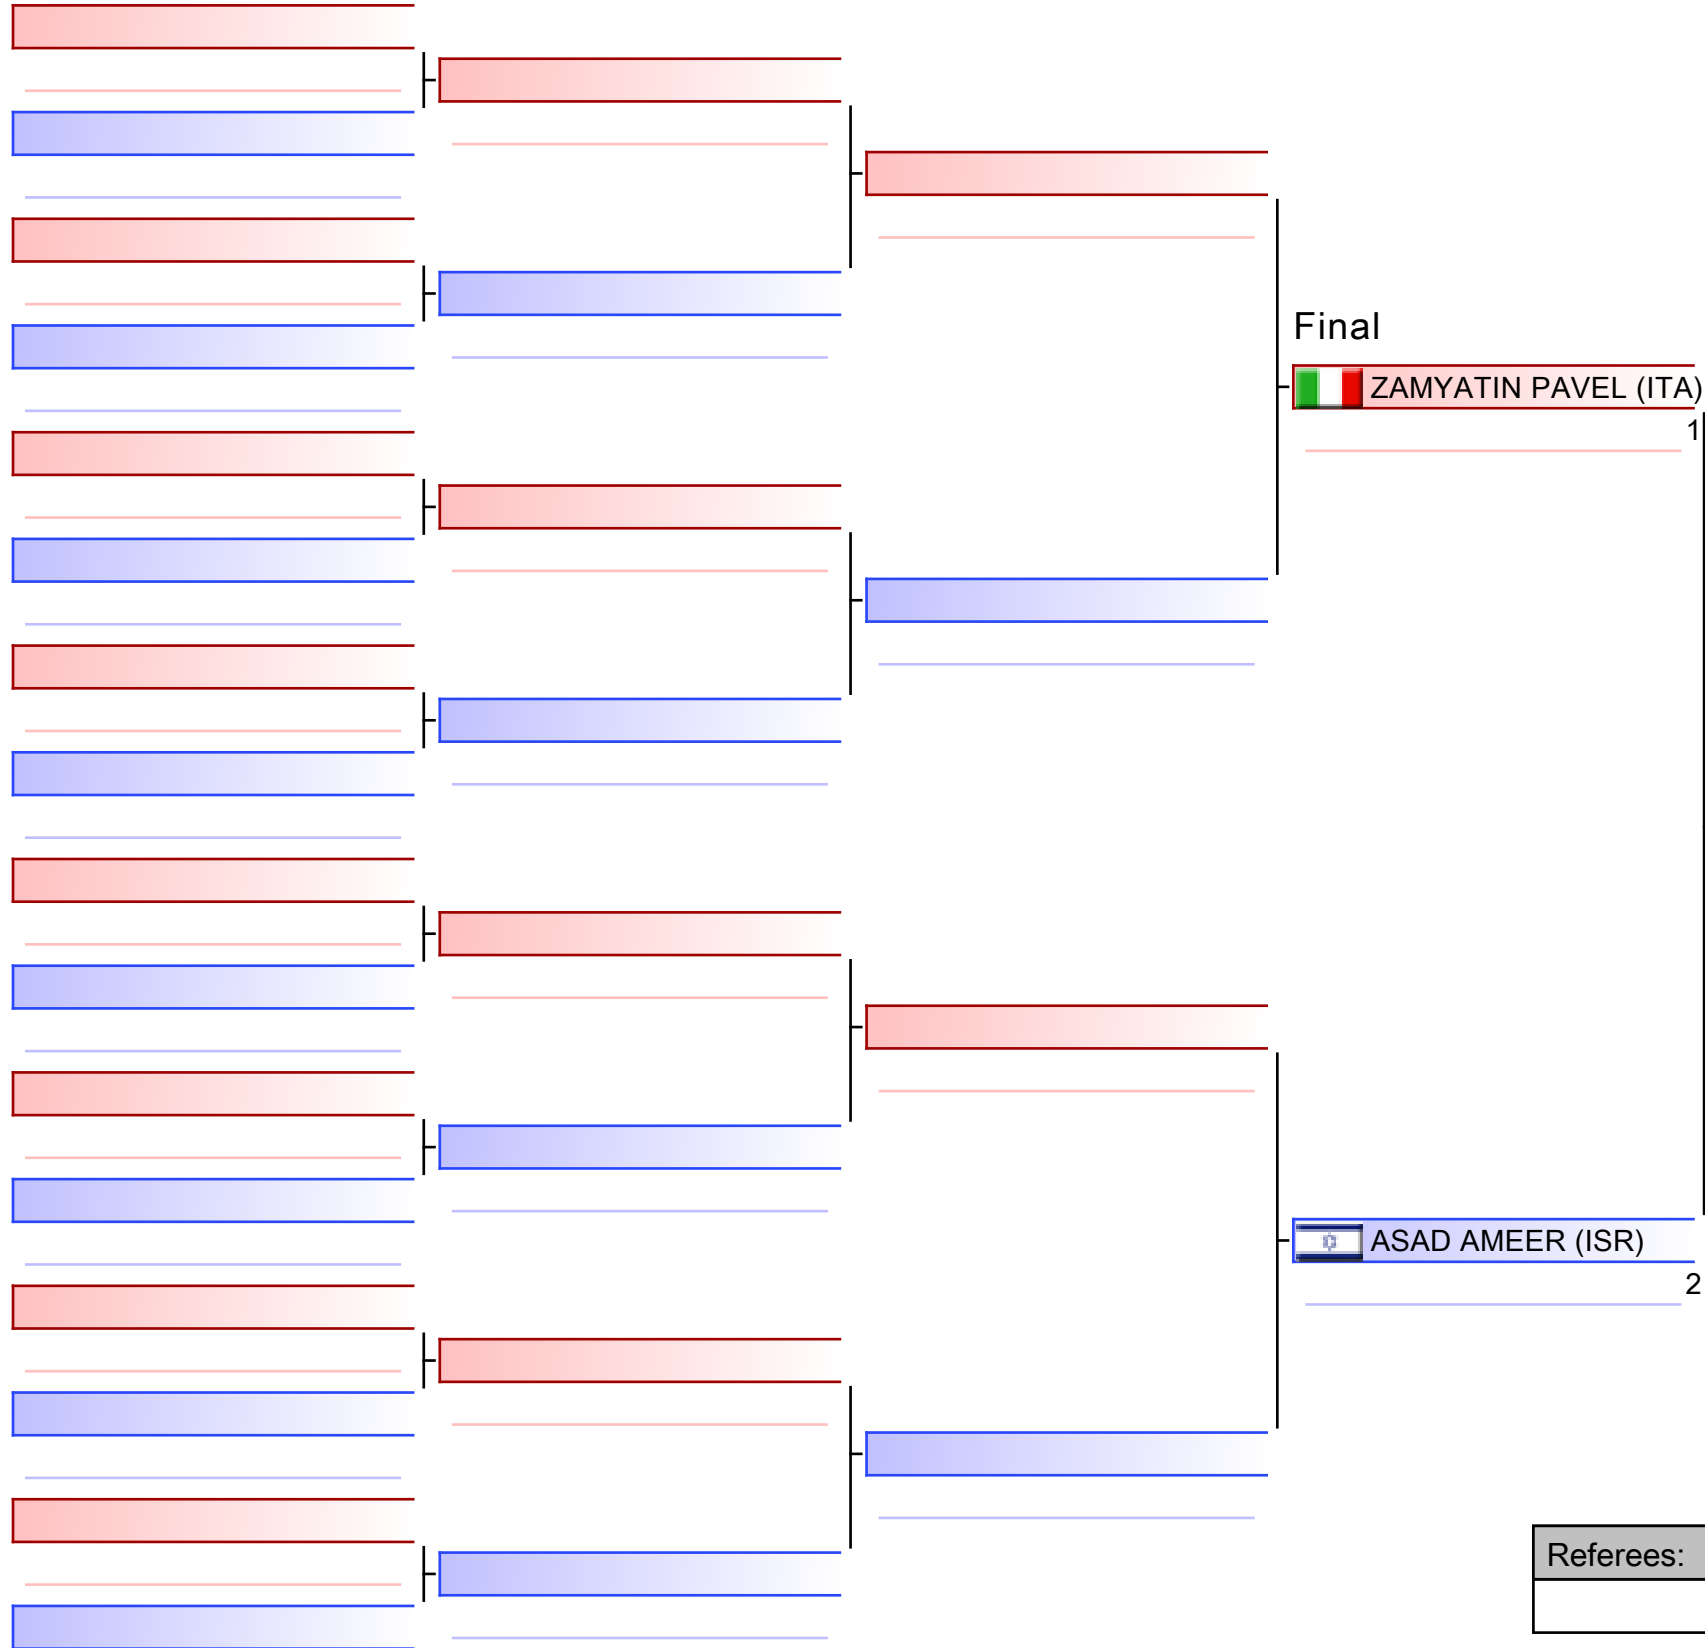 Final
ZAMYATIN PAVEL (ITA)
1
ASAD AMEER (ISR)
2
Referees: